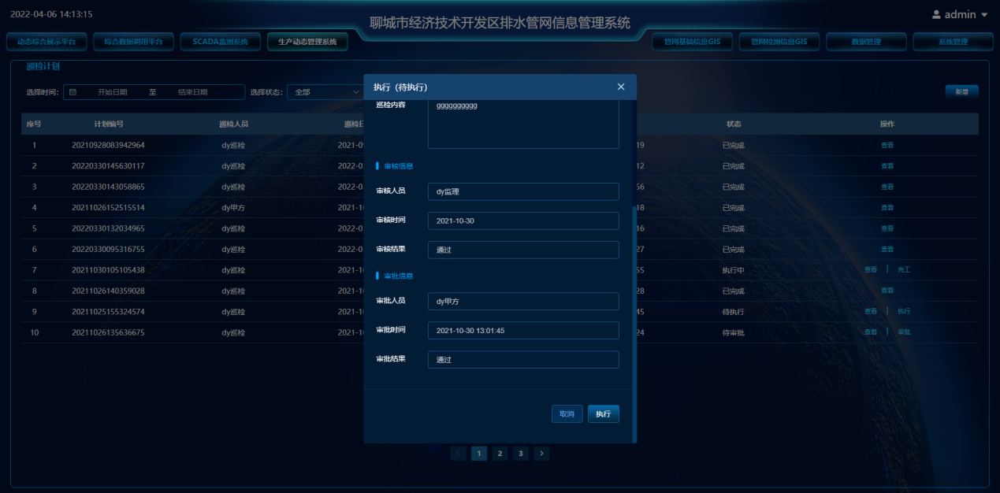 2022-04-06 14:13:15
聊城市经济技术开发区排水管网信息管理系统
admin
动态综合展示平台 综合数据调用平台 SCADA监测系统 生产动态管理系统 管网基础信息GIS 管网检测信息GIS 数据管理 系统管理
巡检计划
选择时间: 开始日期 至 结束日期 选择状态: 全部 新增
序号 计划编号 巡检人员 巡检日 状态 操作
1 20210928083942964 dy巡检 2021-09 19 已完成 查看
2 20220330145630117 dy巡检 2022-0 12 已完成 查看
3 20220330143058865 dy巡检 2022-0 56 已完成 查看
4 20211026152515514 dy甲方 2021-10 18 已完成 查看
5 20220330132034965 dy巡检 2022-0 16 已完成 查看
6 20220330095316755 dy巡检 2022-0 27 已完成 查看
7 20211030105105438 dy巡检 2021-10 55 执行中 查看 | 完工
8 20211026140359028 dy巡检 2021-10 28 已完成 查看
9 20211025155324574 dy巡检 2021-10 45 待执行 查看 | 执行
10 20211026135636675 dy巡检 2021-10 24 待审批 查看 | 审批
执行（待执行）
巡检内容 gggggggggg
审核信息
审核人员 dy监理
审核时间 2021-10-30
审核结果 通过
审批信息
审批人员 dy甲方
审批时间 2021-10-30 13:01:45
审批结果 通过
取消 执行
1 2 3